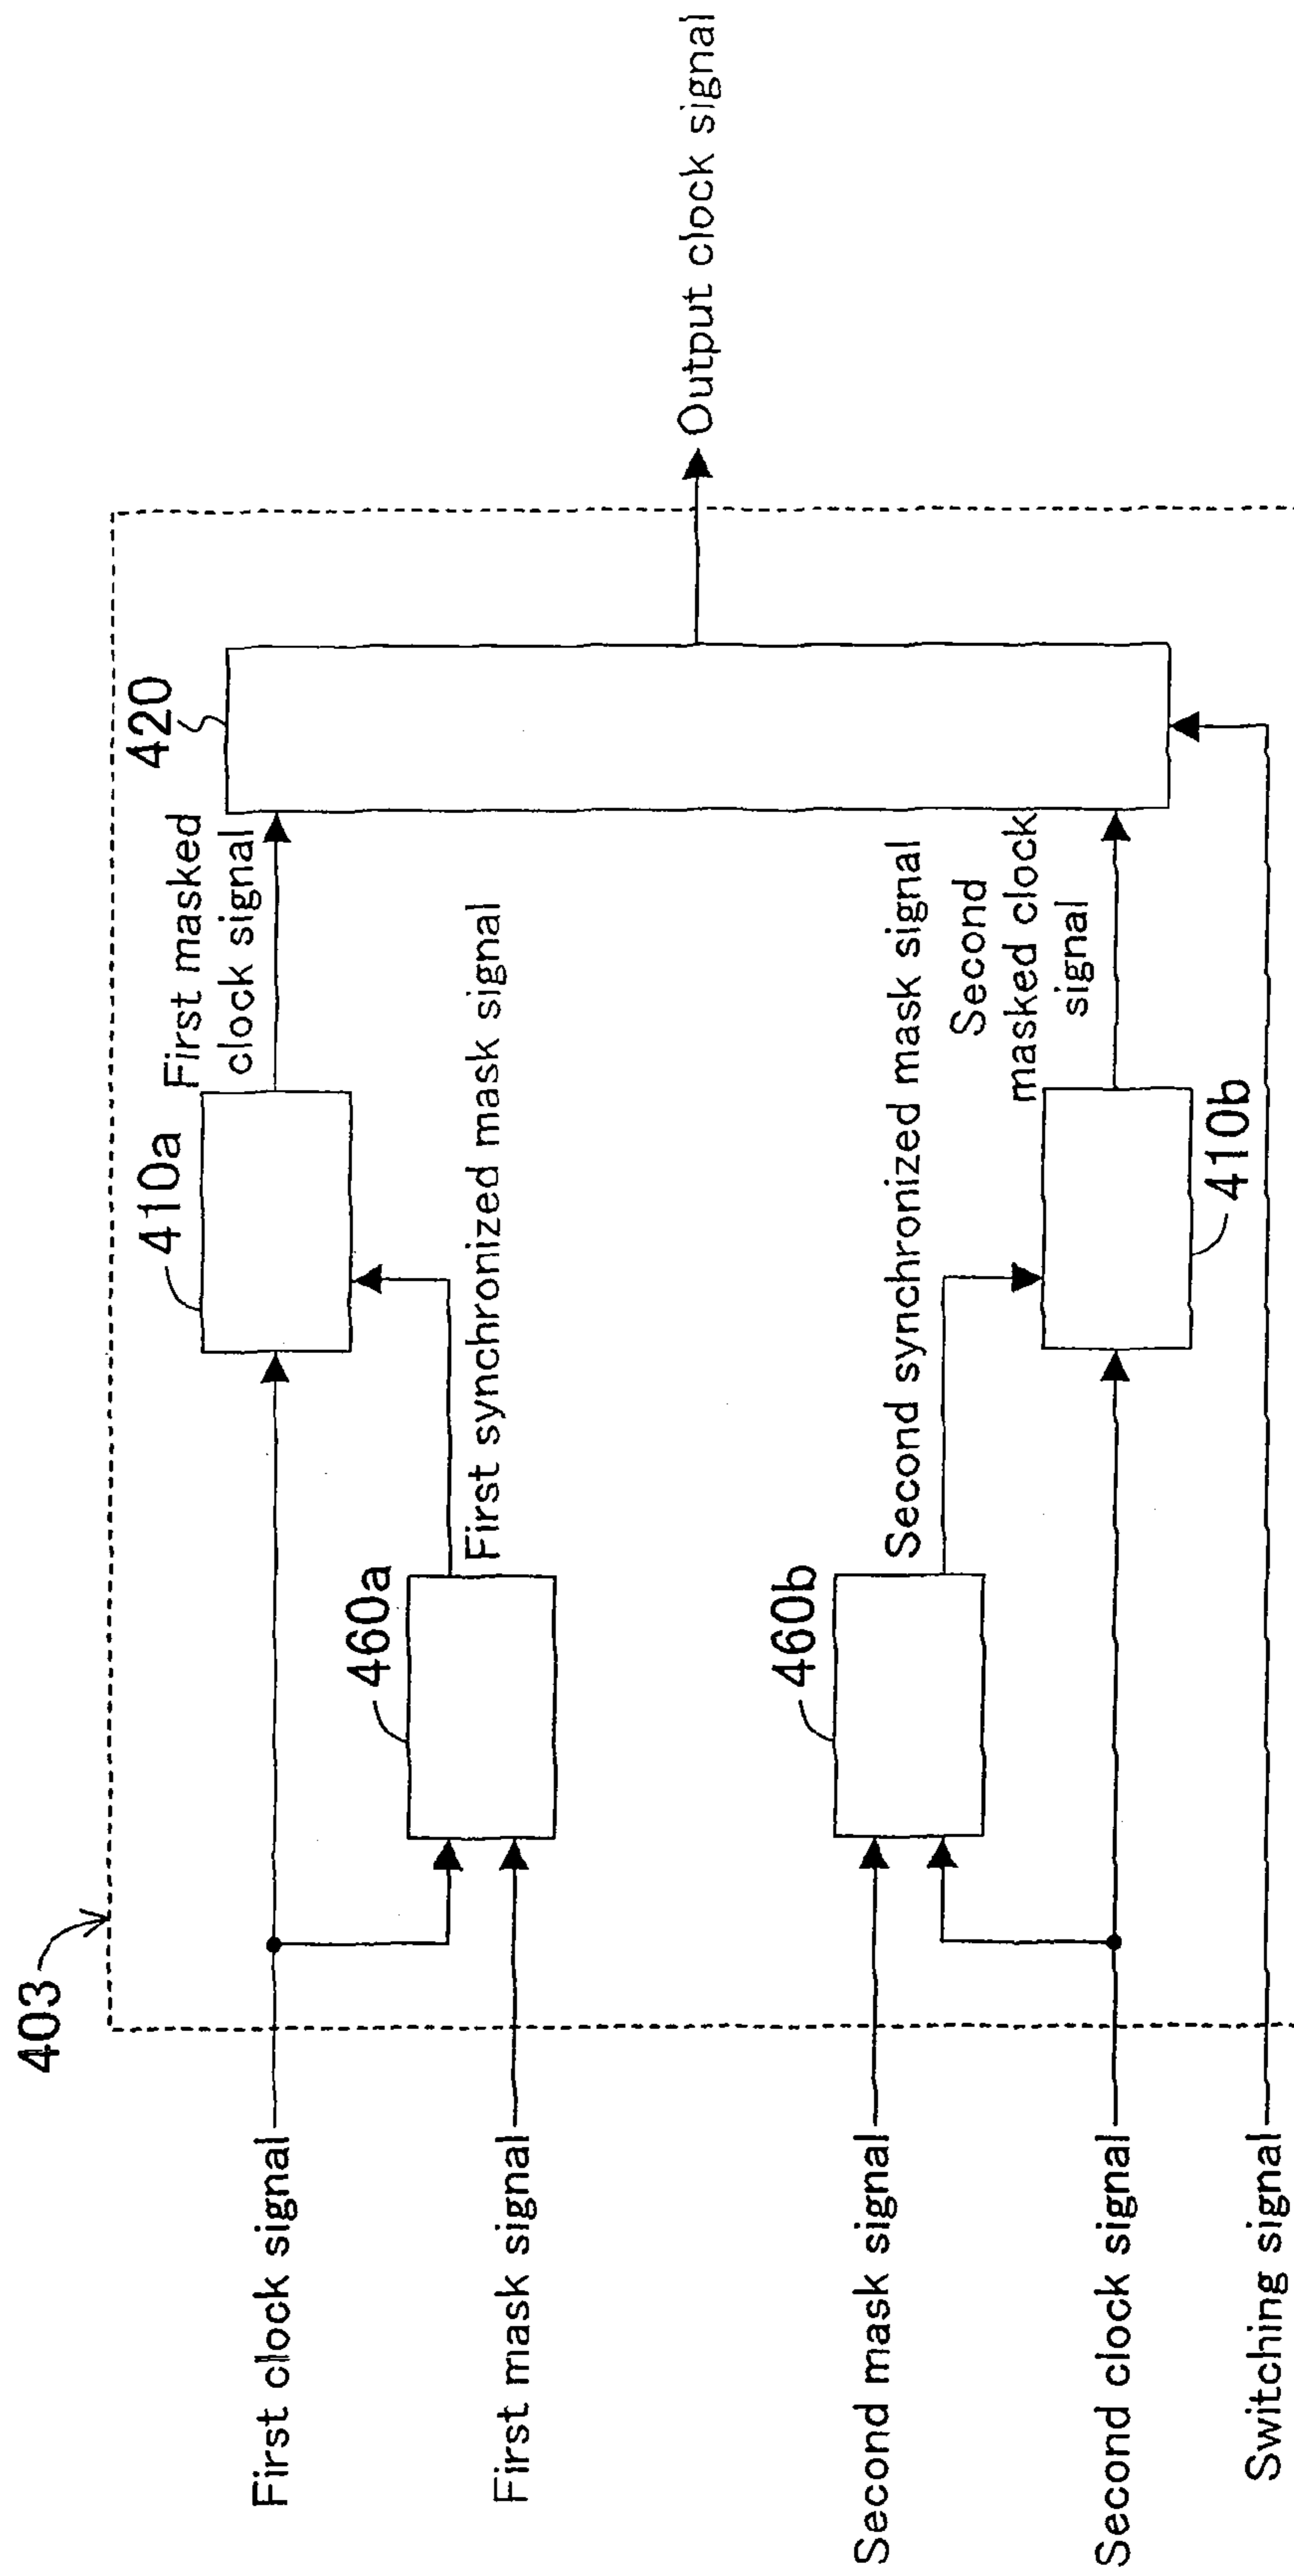 403
420
410a
First masked
clock signal
460a
First synchronized mask signal
Output clock signal
460b
Second synchronized mask signal
Second
masked clock
signal
410b
First clock signal
First mask signal
Second mask signal
Second clock signal
Switching signal